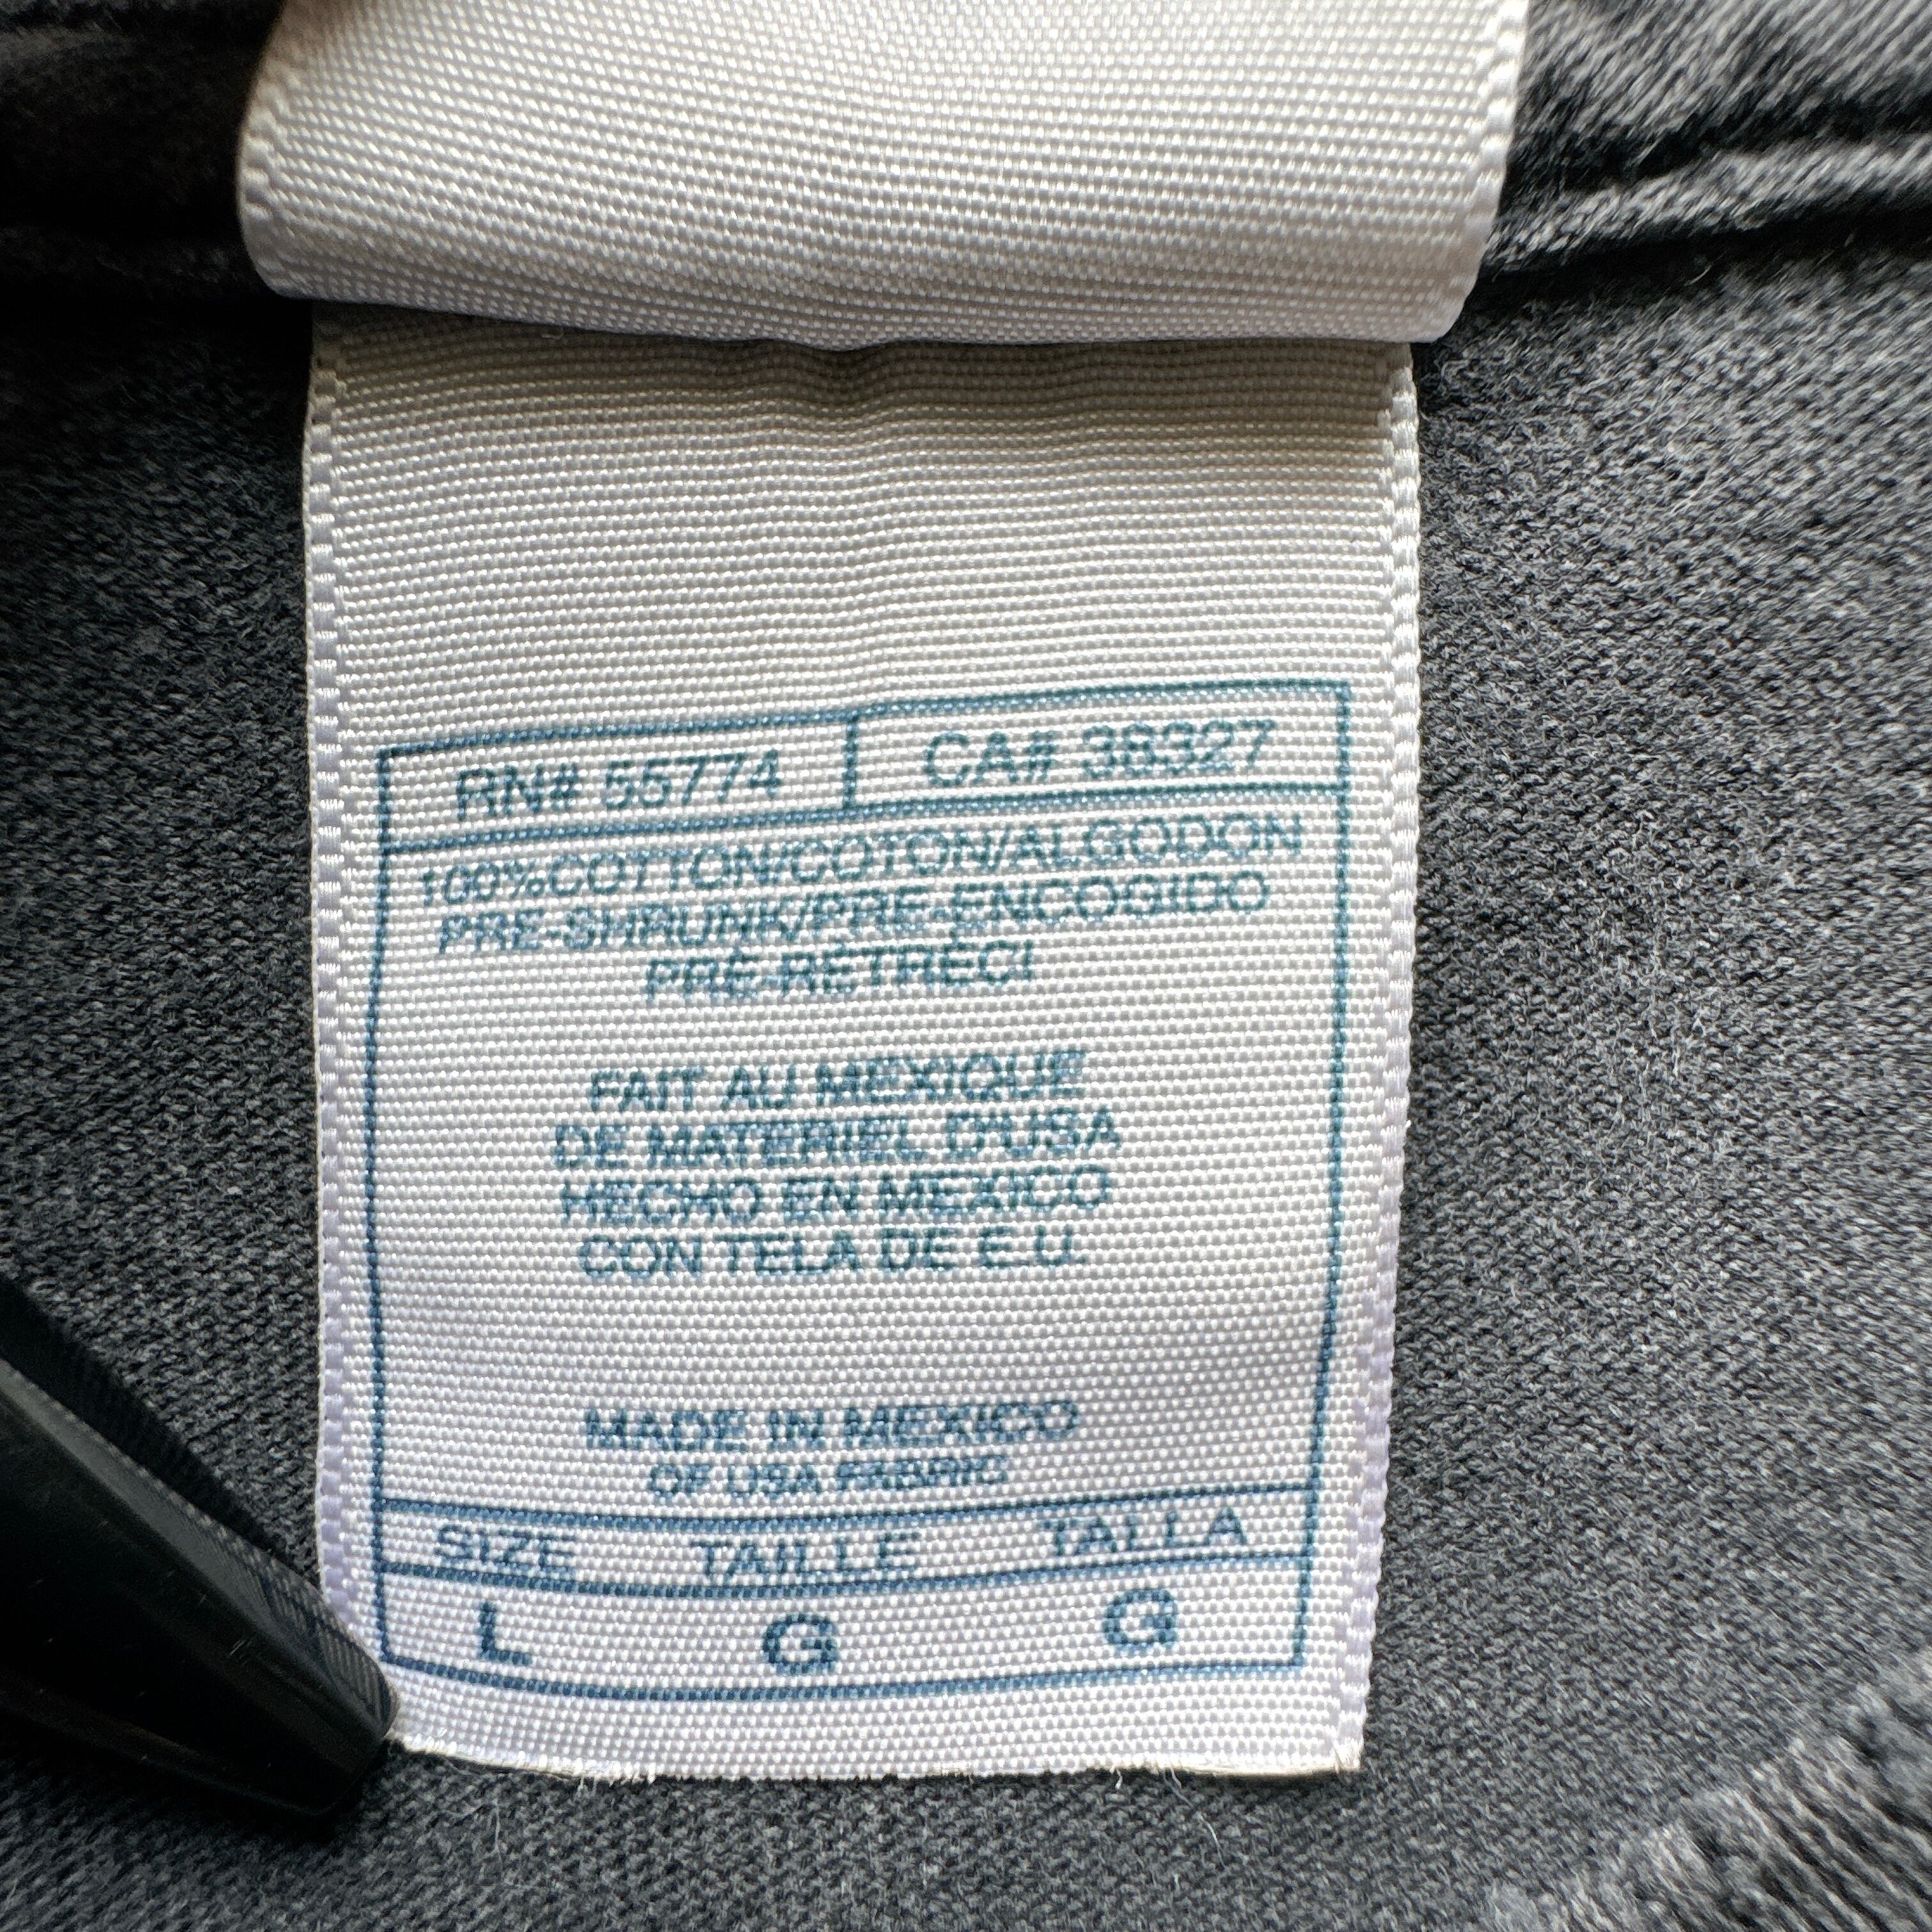 RN# 55774 CA# 38327
100%COTTON/COTON/ALGODON
PRE-SHRUNK/PRE-ENCOGIDO
PRÉ-RÉTRÉCI
FAIT AU MEXIQUE
DE MATERIEL D'USA
HECHO EN MEXICO
CON TELA DE E.U.
MADE IN MEXICO
OF USA FABRIC
SIZE TAILLE TALLA
L G G